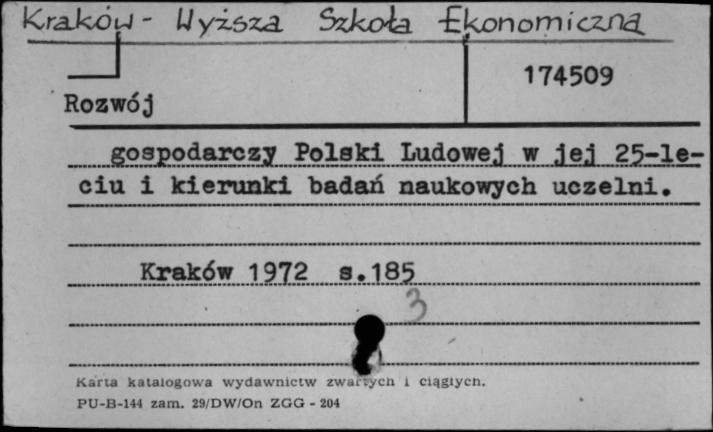 Kraków - Wyższa Szkoła Ekonomiczna
174509
Rozwój
gospodarczy Polski Ludowej w jej 25-le-
ciu i kierunki badań naukowych uczelni.
Kraków 1972 s.185
3
Karta katalogowa wydawnictw zwartych i ciągłych.
PU-B-144 zam. 29/DW/On ZGG - 204